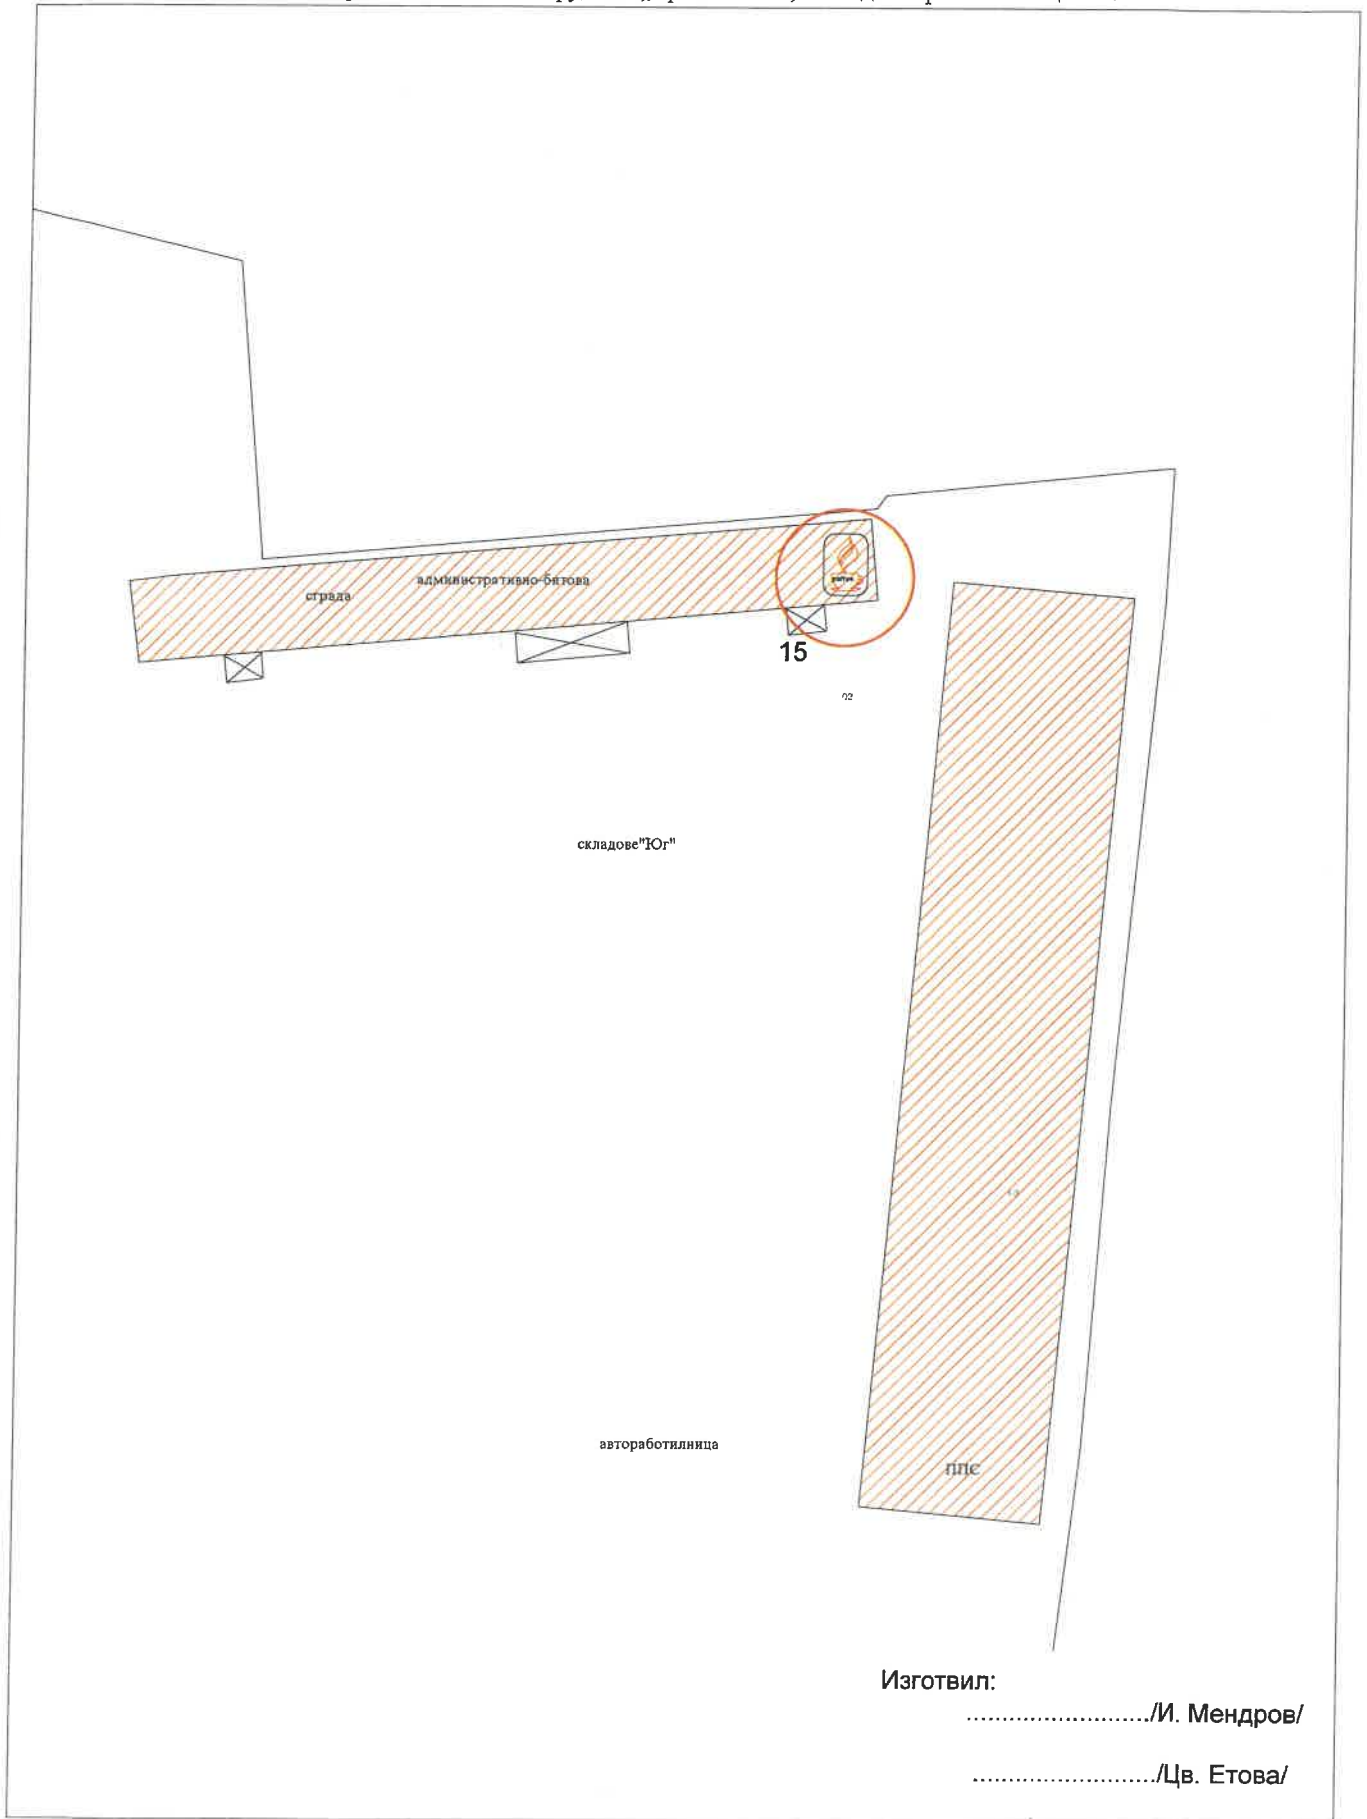 административно-битова
сграда
15
складове"Юг"
автоработилница
ппс
Изготвил:
........................../И. Мендров/
........................../Цв. Етова/